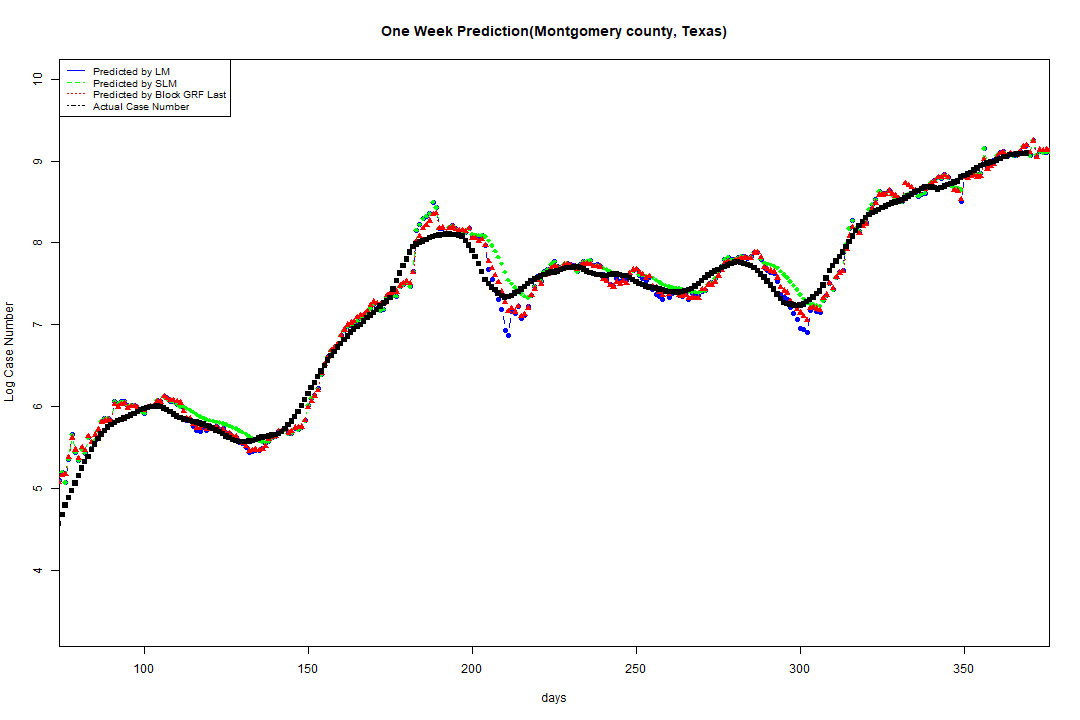 One Week Prediction(Montgomery county, Texas)
Predicted by LM
Predicted by SLM
Predicted by Block GRF Last
Actual Case Number
10
9
8
7
6
5
4
Log Case Number
100 150 200 250 300 350
days